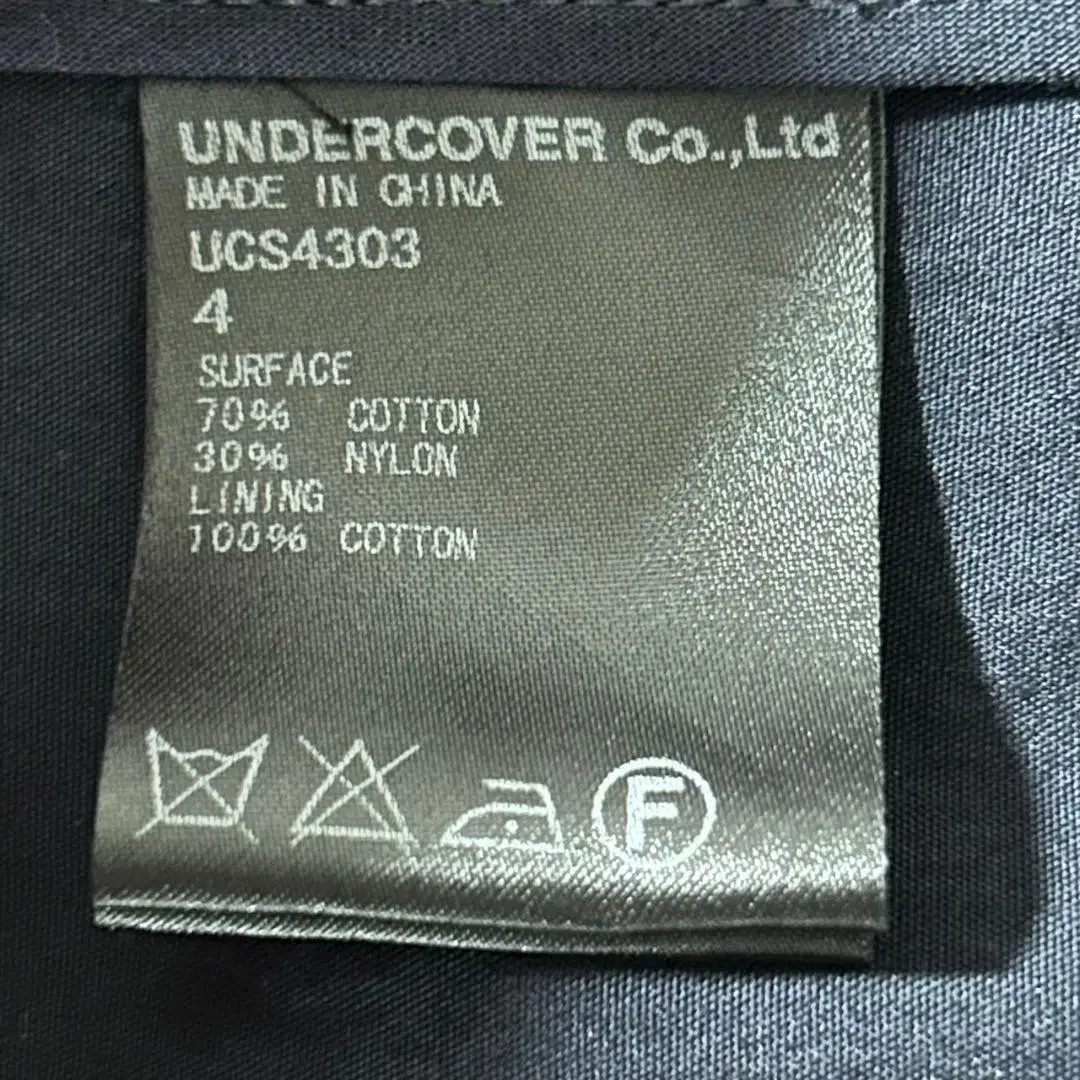 UNDERCOVER Co.,Ltd
MADE IN CHINA
UCS4303
4
SURFACE
70% COTTON
30% NYLON
LINING
100% COTTON
F